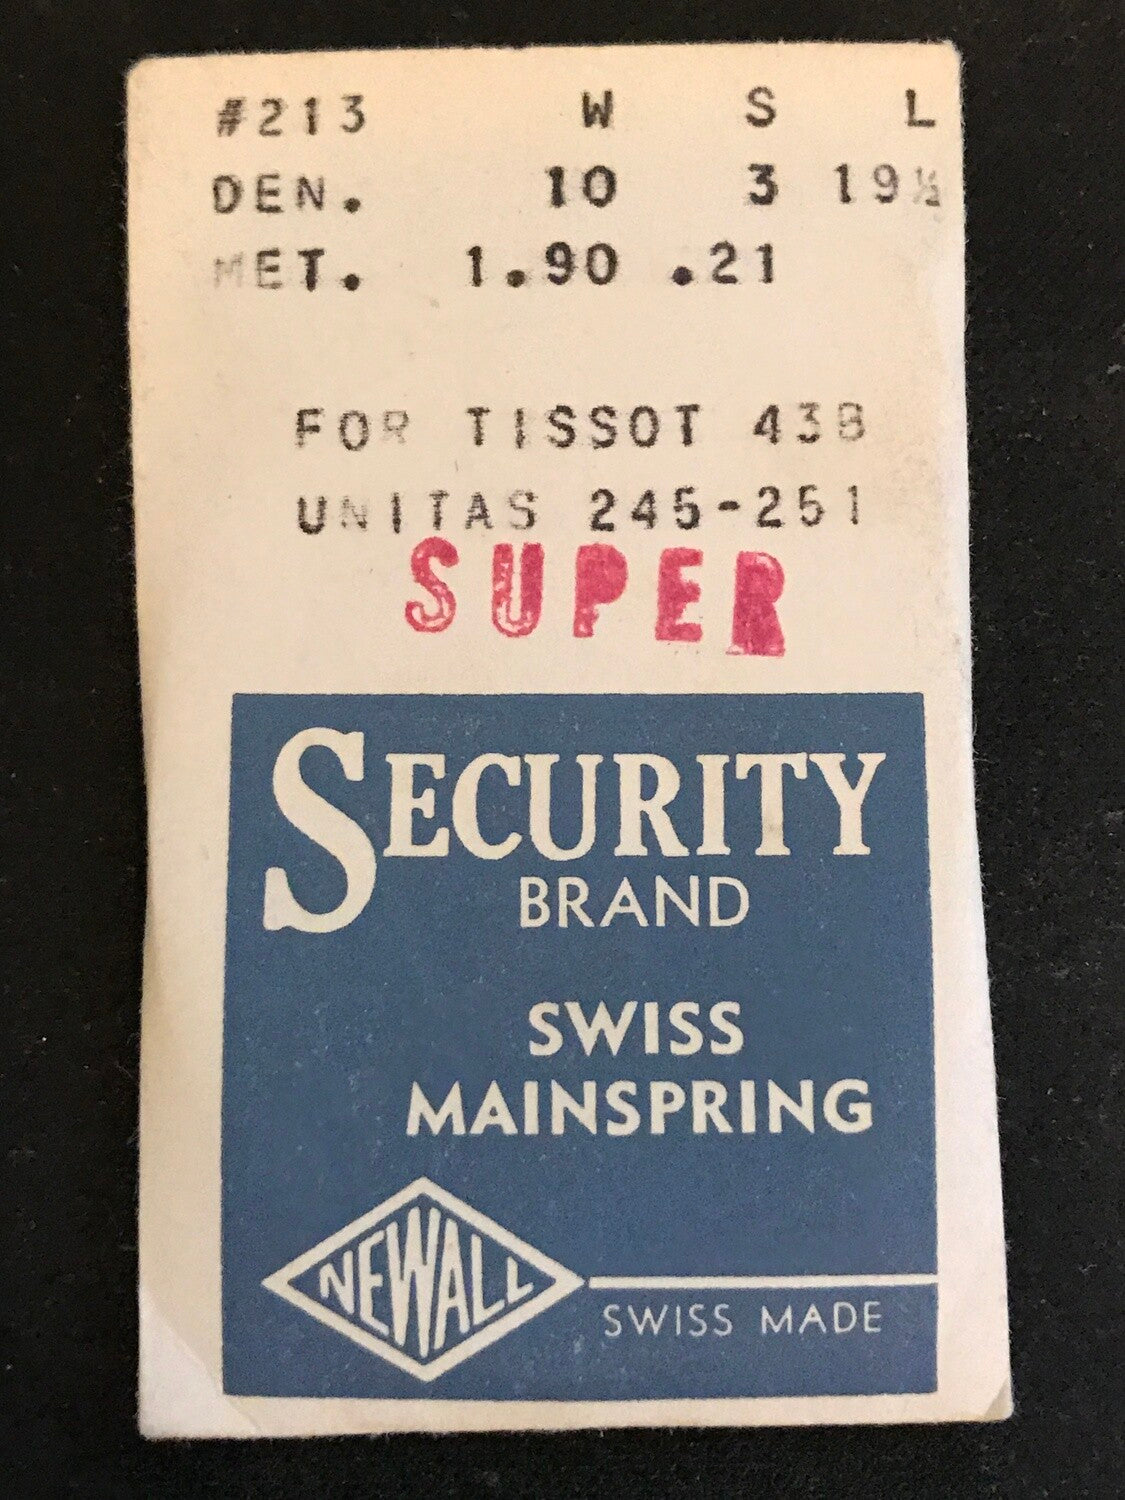 #213 W S L
DEN. 10 3 19½
MET. 1.90 .21
FOR TISSOT 43B
UNITAS 245-251
SUPER
SECURITY
BRAND
SWISS
MAINSPRING
NEWALL
SWISS MADE